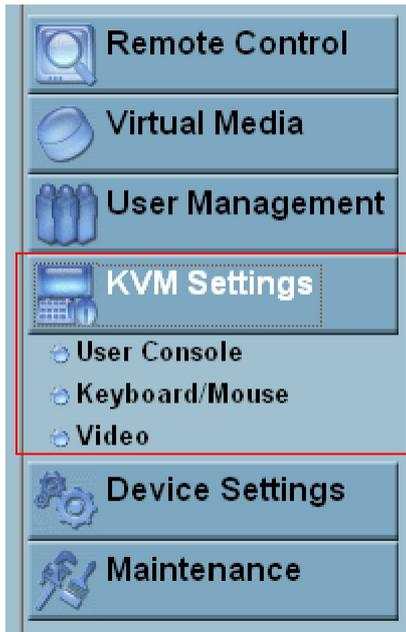 Remote Control
Virtual Media
User Management
KVM Settings
User Console
Keyboard/Mouse
Video
Device Settings
Maintenance